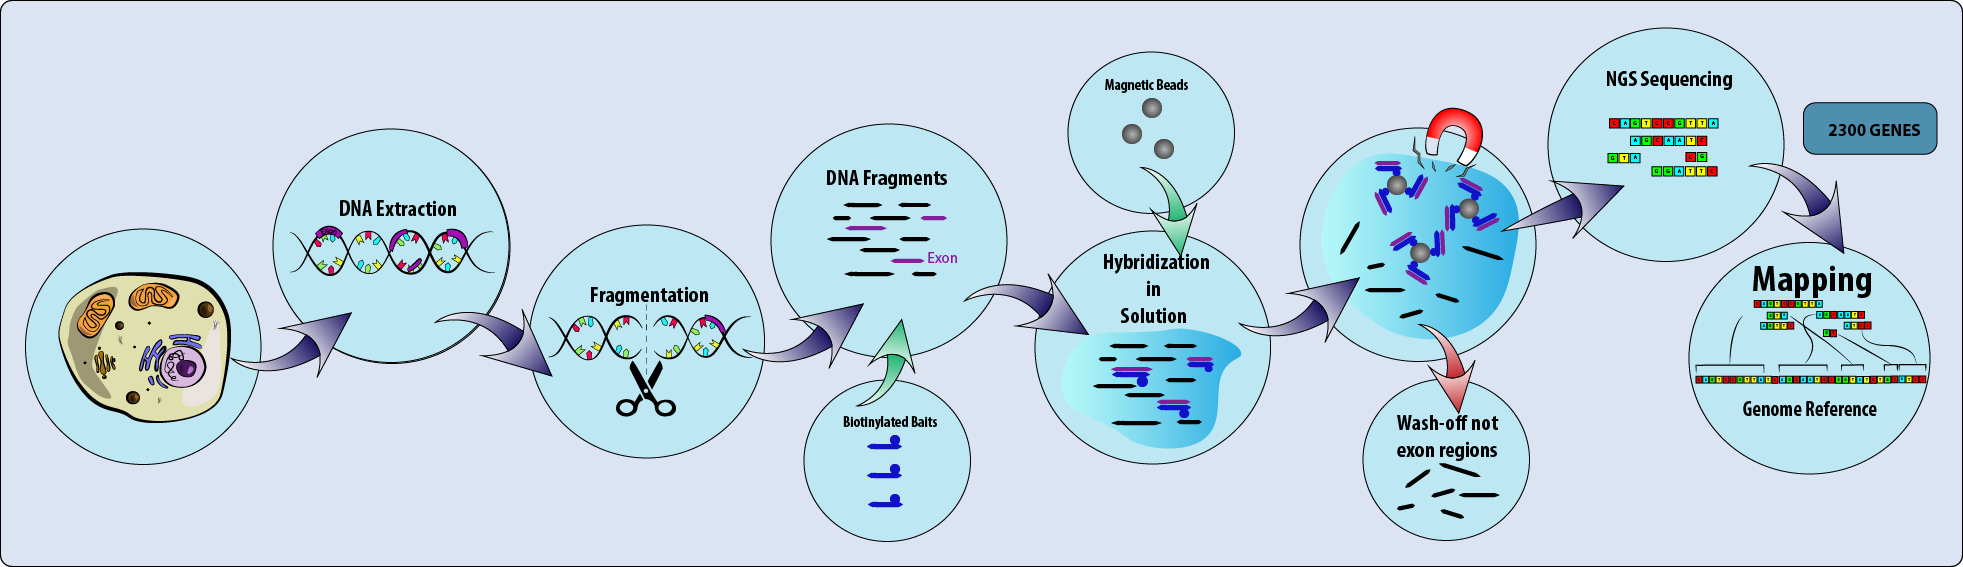 DNA Extraction
Fragmentation
DNA Fragments
Exon
Biotinylated Baits
Magnetic Beads
Hybridization
in
Solution
Wash-off not
exon regions
NGS Sequencing
C A G T C C G T T A
A G C A A T C
G T A C G
G G A T T C
2300 GENES
Mapping
Genome Reference